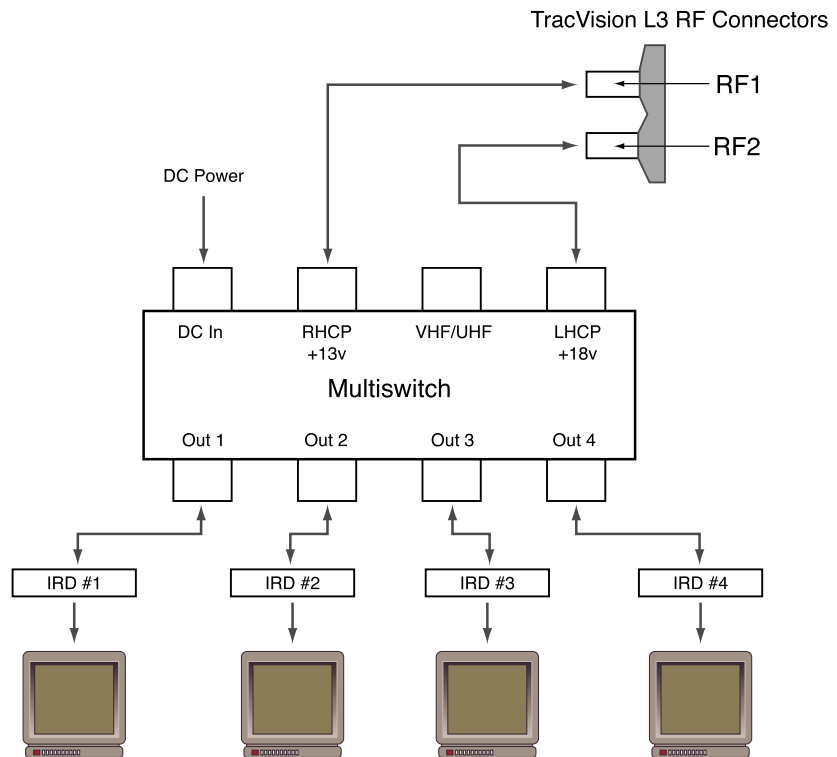 TracVision L3 RF Connectors
RF1
RF2
DC Power
DC In
RHCP
+13v
VHF/UHF
LHCP
+18v
Multiswitch
Out 1
Out 2
Out 3
Out 4
IRD #1
IRD #2
IRD #3
IRD #4